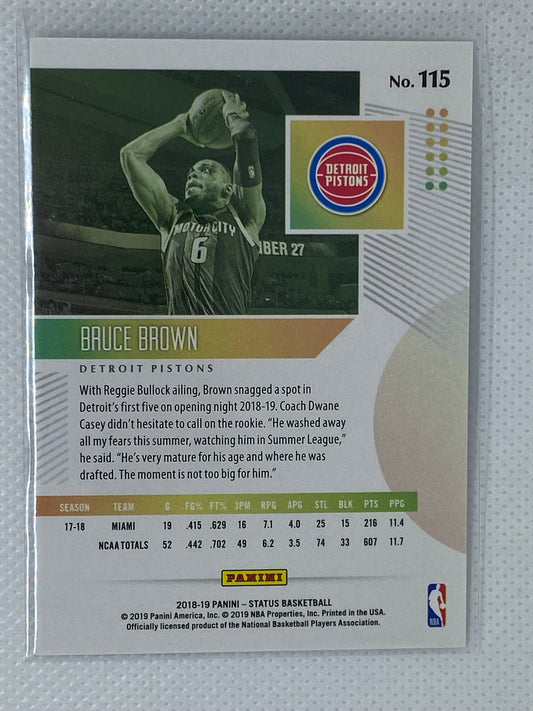 No. 115
DETROIT
PISTONS
MOTOR CITY
6
MBER 27
BRUCE BROWN
DETROIT PISTONS
With Reggie Bullock ailing, Brown snagged a spot in
Detroit's first five on opening night 2018-19. Coach Dwane
Casey didn't hesitate to call on the rookie. "He washed away
all my fears this summer, watching him in Summer League,"
he said. "He's very mature for his age and where he was
drafted. The moment is not too big for him."
SEASON TEAM G FG% FT% 3PM RPG APG STL BLK PTS PPG
17-18 MIAMI 19 .415 .629 16 7.1 4.0 25 15 216 11.4
NCAA TOTALS 52 .442 .702 49 6.2 3.5 74 33 607 11.7
PANINI
2018-19 PANINI – STATUS BASKETBALL
© 2019 Panini America, Inc. © 2019 NBA Properties, Inc. Printed in the USA.
Officially licensed product of the National Basketball Players Association.
NBA